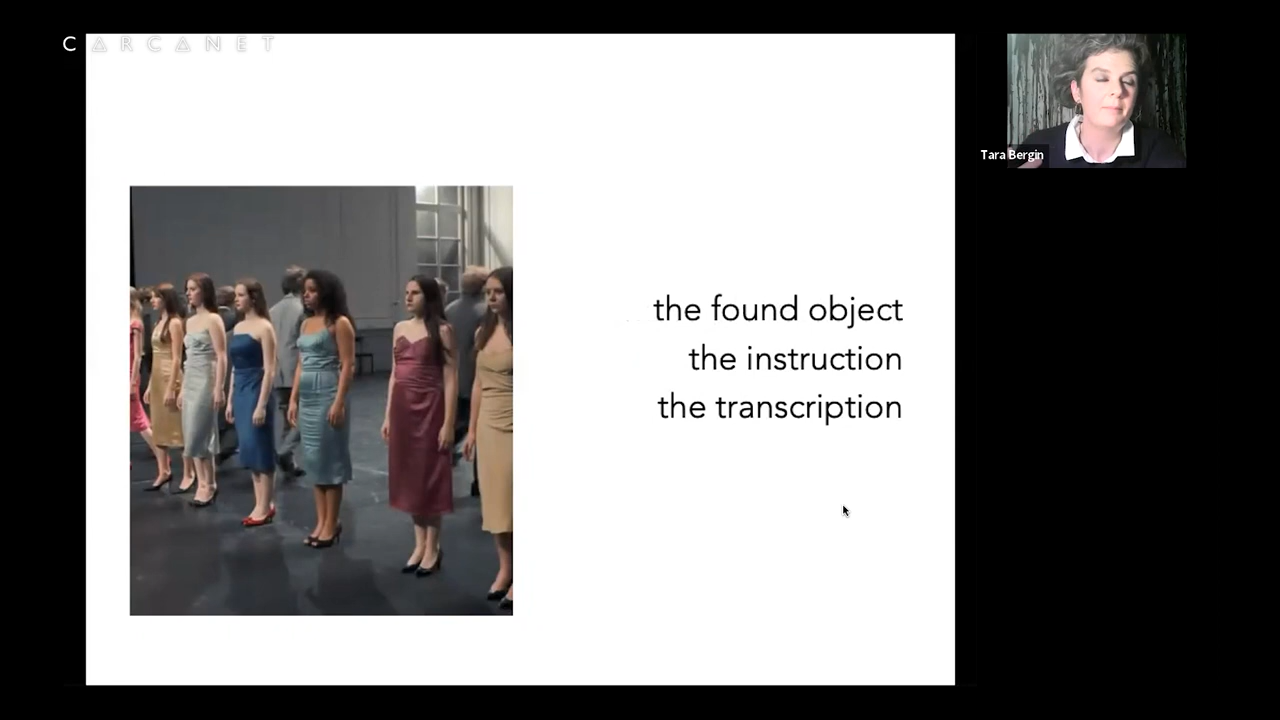 CARCANET
Tara Bergin
the found object
the instruction
the transcription